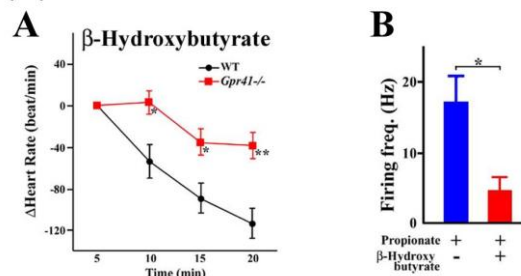 A
β-Hydroxybutyrate
WT
Gpr41-/-
ΔHeart Rate (beat/min)
40
0
-40
-80
-120
*
*
**
5 10 15 20
Time (min)
B
*
Firing freq. (Hz)
20
10
0
Propionate + +
β-Hydroxy - +
butyrate